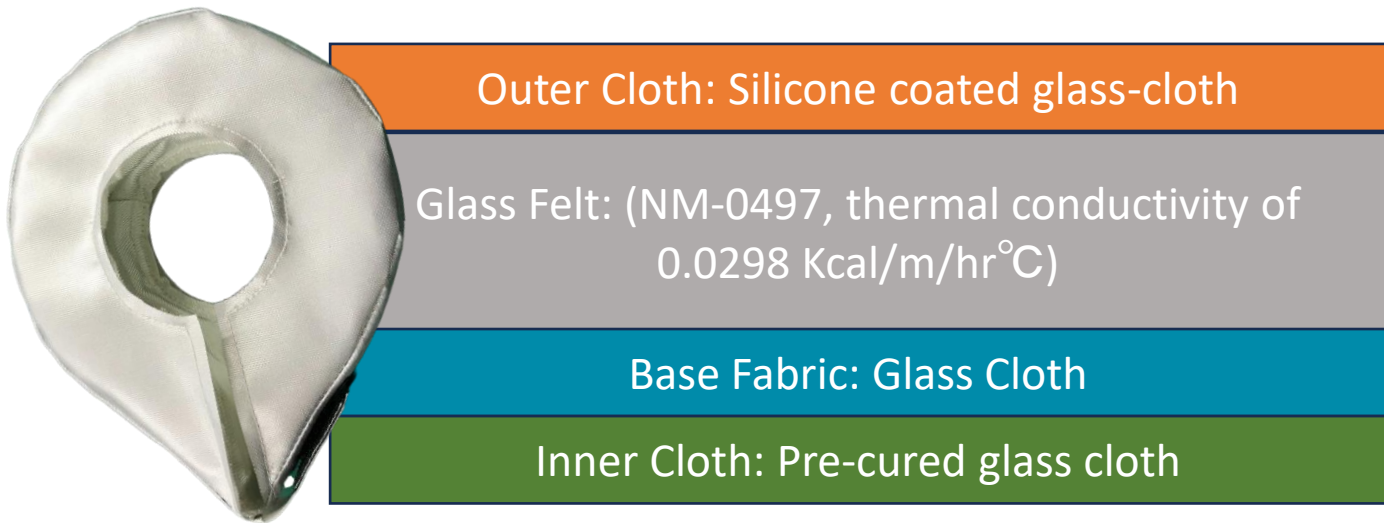 Outer Cloth: Silicone coated glass-cloth
Glass Felt: (NM-0497, thermal conductivity of
0.0298 Kcal/m/hr℃)
Base Fabric: Glass Cloth
Inner Cloth: Pre-cured glass cloth